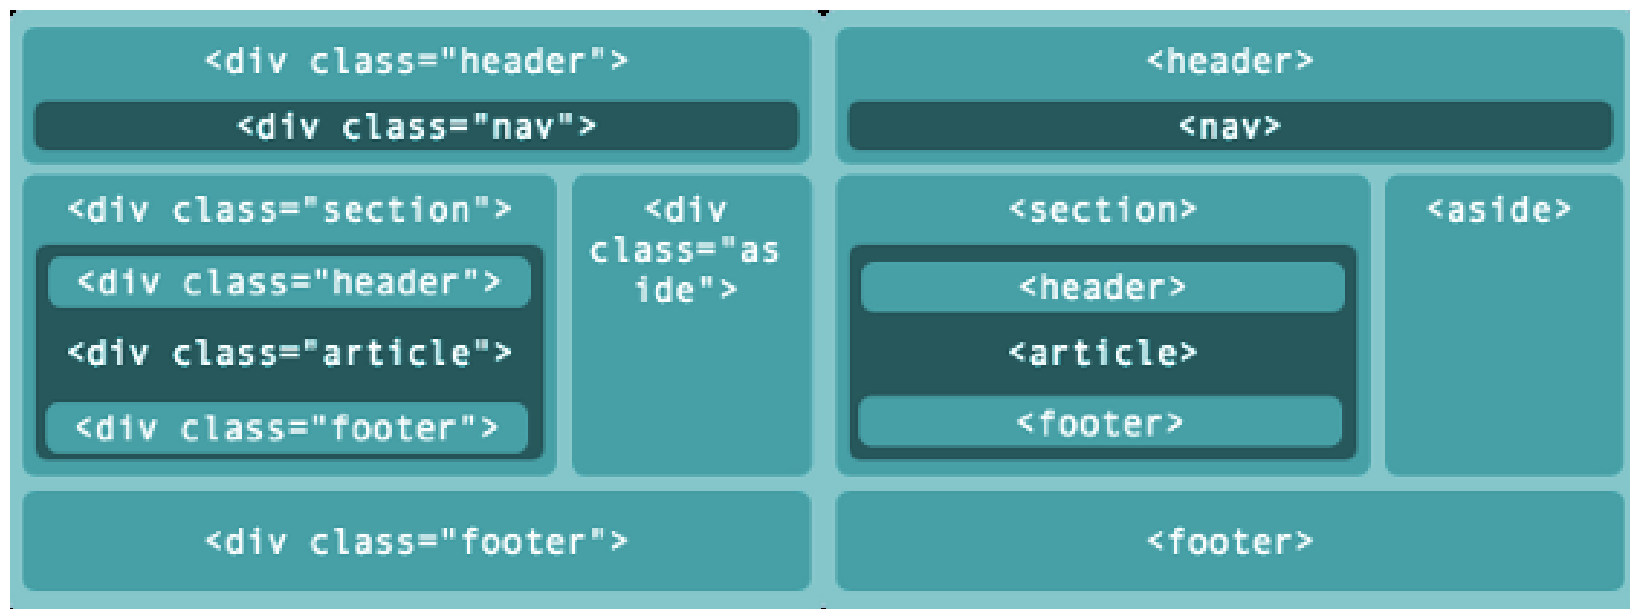 <div class="header">
<div class="nav">
<div class="section">
<div class="header">
<div class="article">
<div class="footer">
<div
class="as
ide">
<div class="footer">
<header>
<nav>
<section>
<header>
<article>
<footer>
<aside>
<footer>